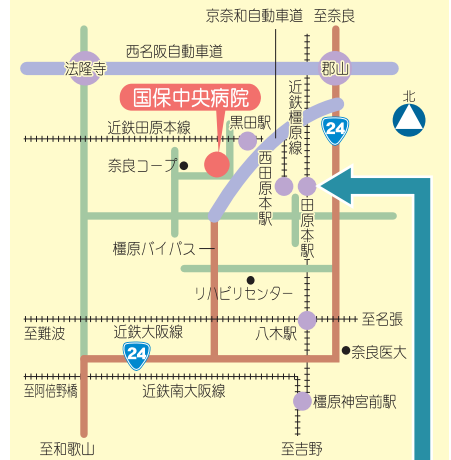 京奈和自動車道
至奈良
西名阪自動車道
法隆寺
郡山
国保中央病院
近鉄橿原線
北
黒田駅
近鉄田原本線
24
奈良コープ
西田原本駅
田原本駅
橿原バイパス
リハビリセンター
至名張
至難波
近鉄大阪線
八木駅
24
奈良医大
至阿倍野橋
近鉄南大阪線
橿原神宮前駅
至和歌山
至吉野